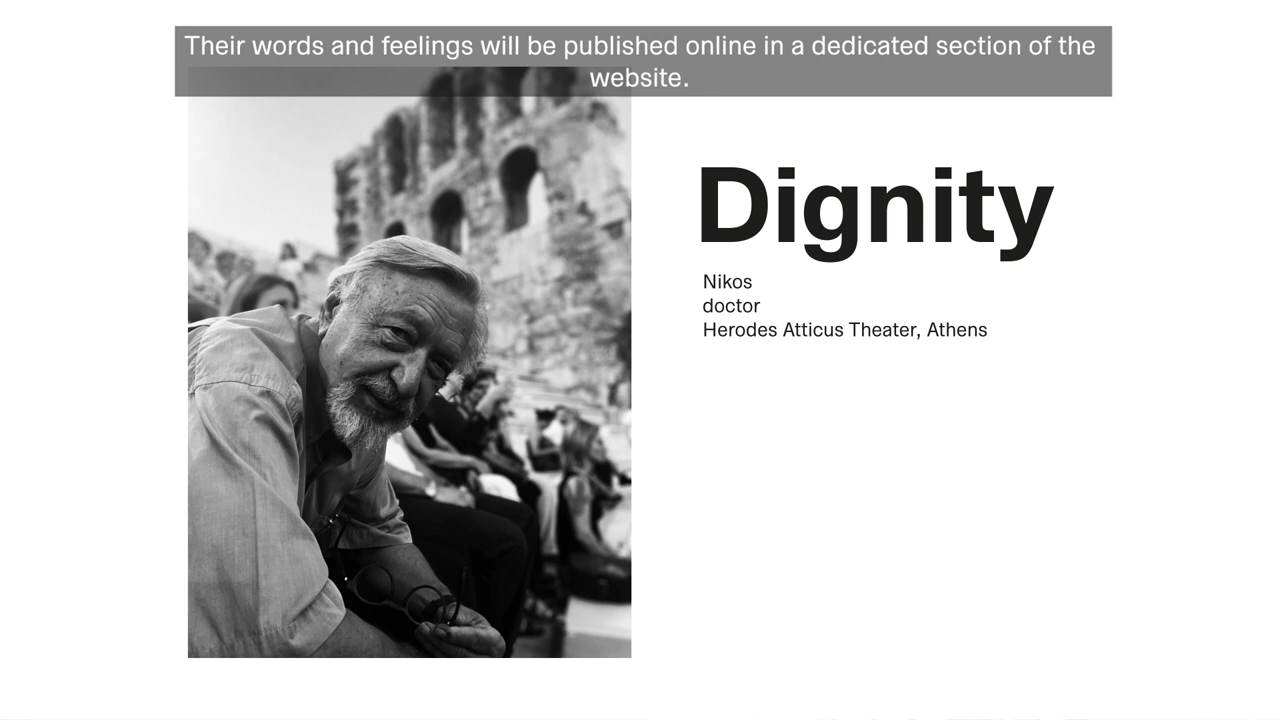 Their words and feelings will be published online in a dedicated section of the
website.
Dignity
Nikos
doctor
Herodes Atticus Theater, Athens